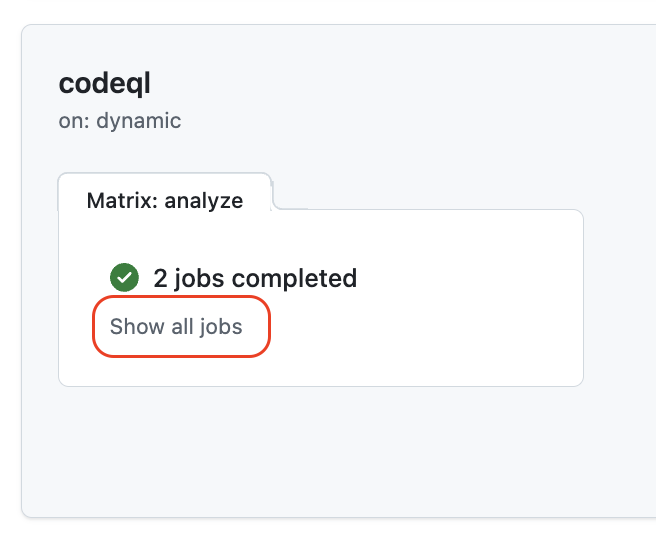 codeql
on: dynamic
Matrix: analyze
2 jobs completed
Show all jobs